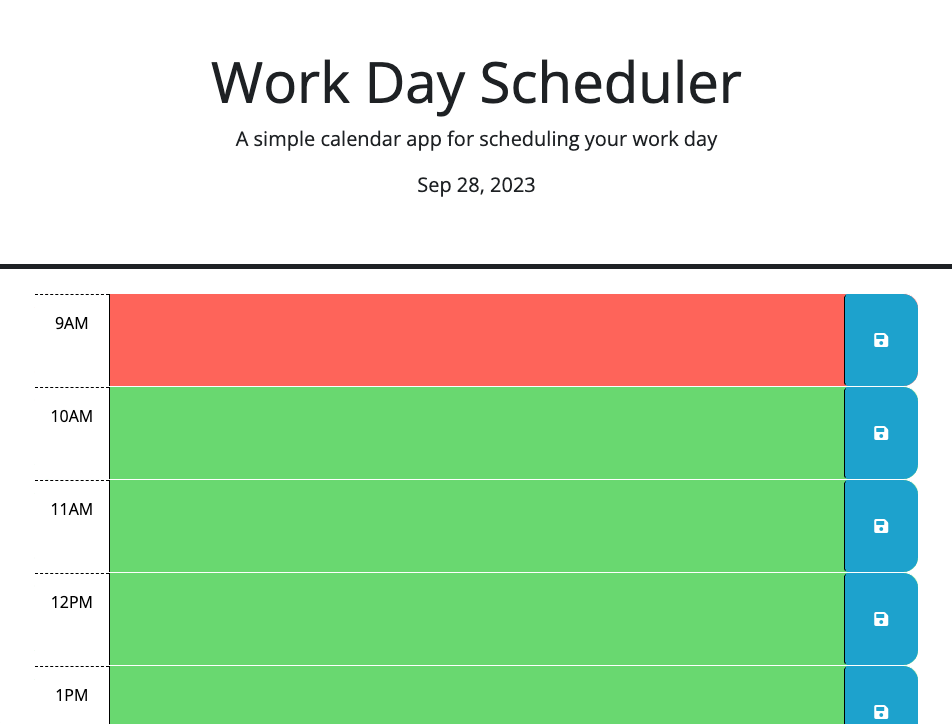 Work Day Scheduler
A simple calendar app for scheduling your work day
Sep 28, 2023
9AM
10AM
11AM
12PM
1PM